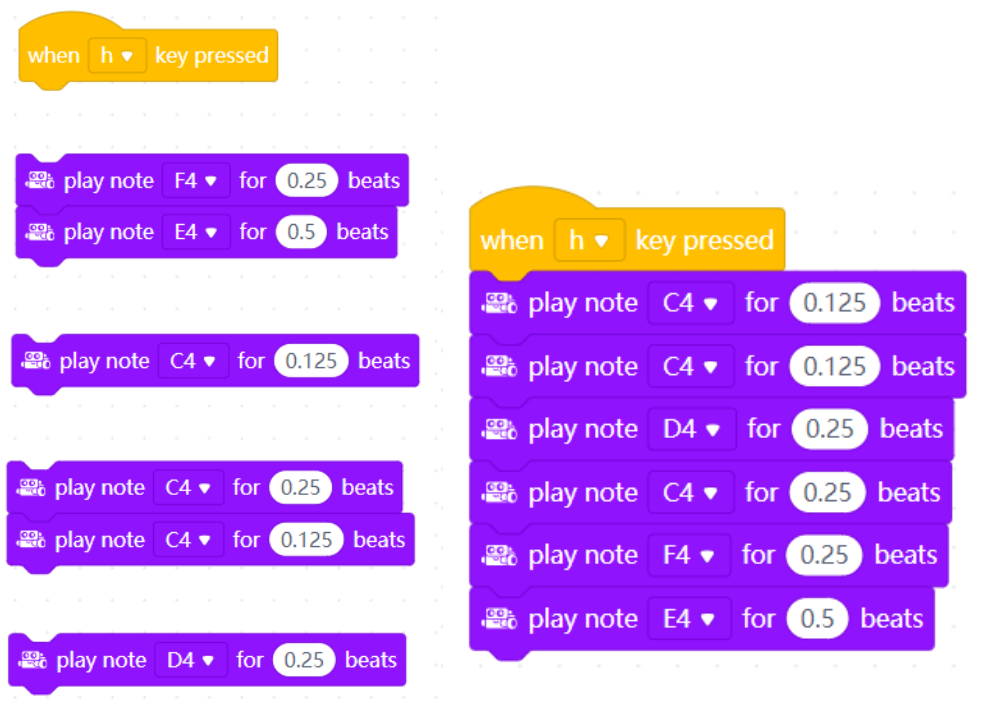 when h key pressed
play note F4 for 0.25 beats
play note E4 for 0.5 beats
play note C4 for 0.125 beats
play note C4 for 0.25 beats
play note C4 for 0.125 beats
play note D4 for 0.25 beats
when h key pressed
play note C4 for 0.125 beats
play note C4 for 0.125 beats
play note D4 for 0.25 beats
play note C4 for 0.25 beats
play note F4 for 0.25 beats
play note E4 for 0.5 beats